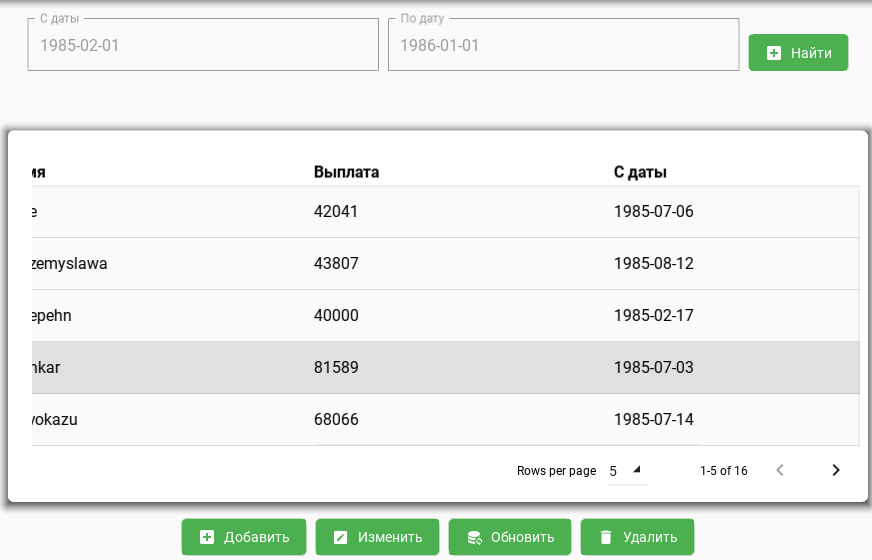 С даты По дату
1985-02-01 1986-01-01 Найти
мя Выплата С даты
e 42041 1985-07-06
zemyslawa 43807 1985-08-12
epehn 40000 1985-02-17
nkar 81589 1985-07-03
yokazu 68066 1985-07-14
Rows per page 5 1-5 of 16
Добавить Изменить Обновить Удалить